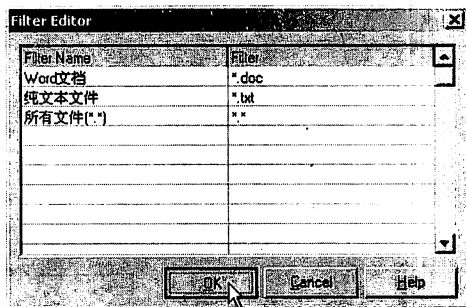 Filter Editor
Filter Name Filter
Word文档 *.doc
纯文本文件 *.txt
所有文件(*.*) *.*
OK Cancel Help